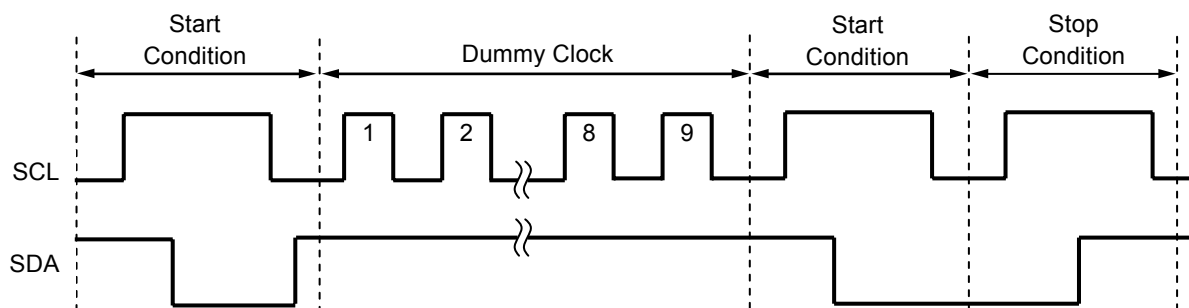 Start
Condition
Dummy Clock
Start
Condition
Stop
Condition
SCL
1
2
8
9
SDA